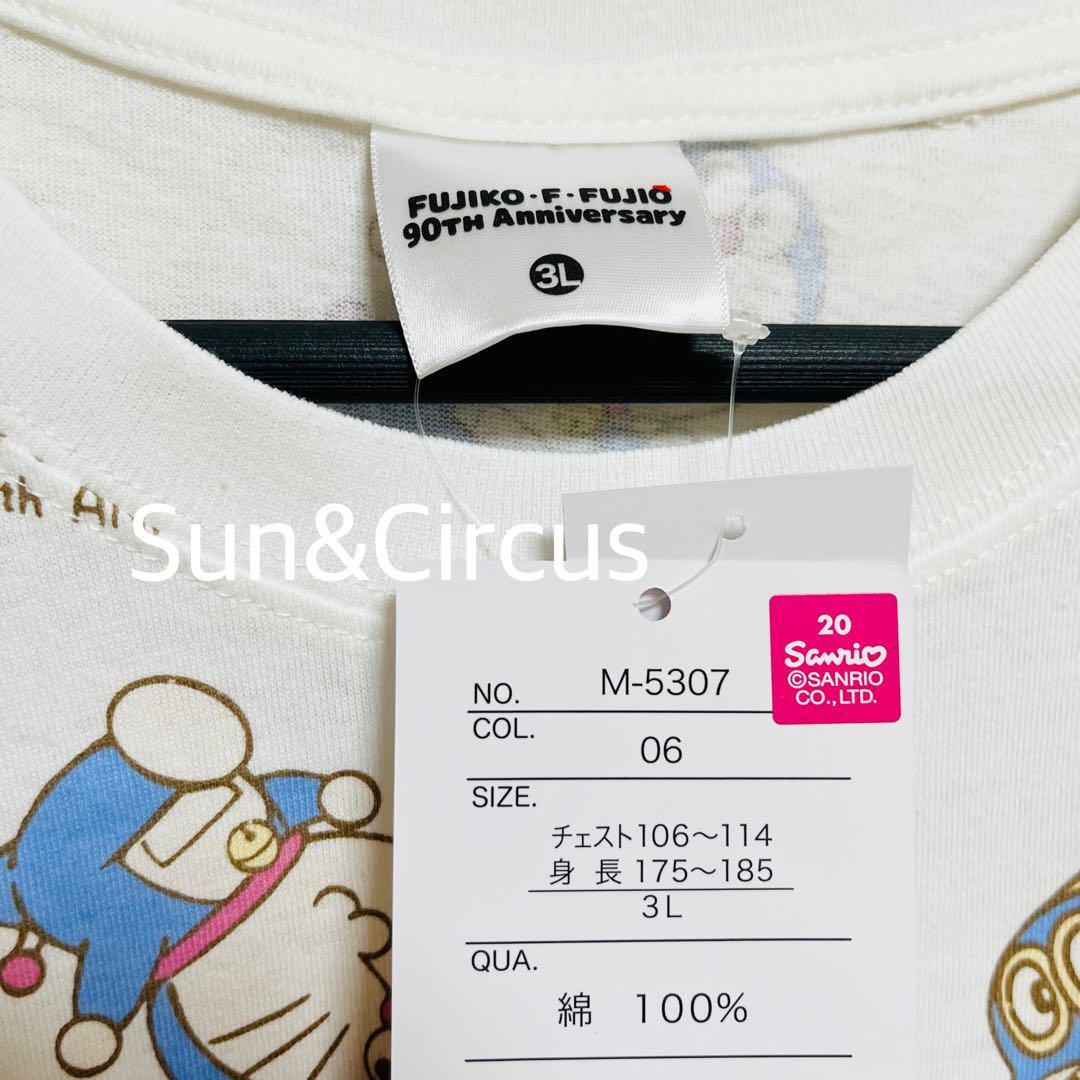 FUJIKO・F・FUJIO
90TH Anniversary
3L
th
Sun&Circus
20
Sanrio
©SANRIO
CO.,LTD.
NO. M-5307
COL. 06
SIZE.
チェスト106〜114
身 長 175〜185
3L
QUA.
綿 100%